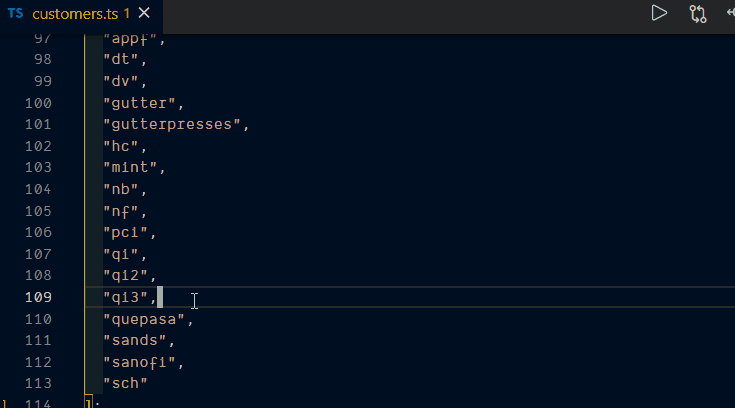 TS customers.ts 1
97 "appf",
98 "dt",
99 "dv",
100 "gutter",
101 "gutterpresses",
102 "hc",
103 "mint",
104 "nb",
105 "nf",
106 "pci",
107 "qi",
108 "qi2",
109 "qi3",
110 "quepasa",
111 "sands",
112 "sanofi",
113 "sch"
114 ];